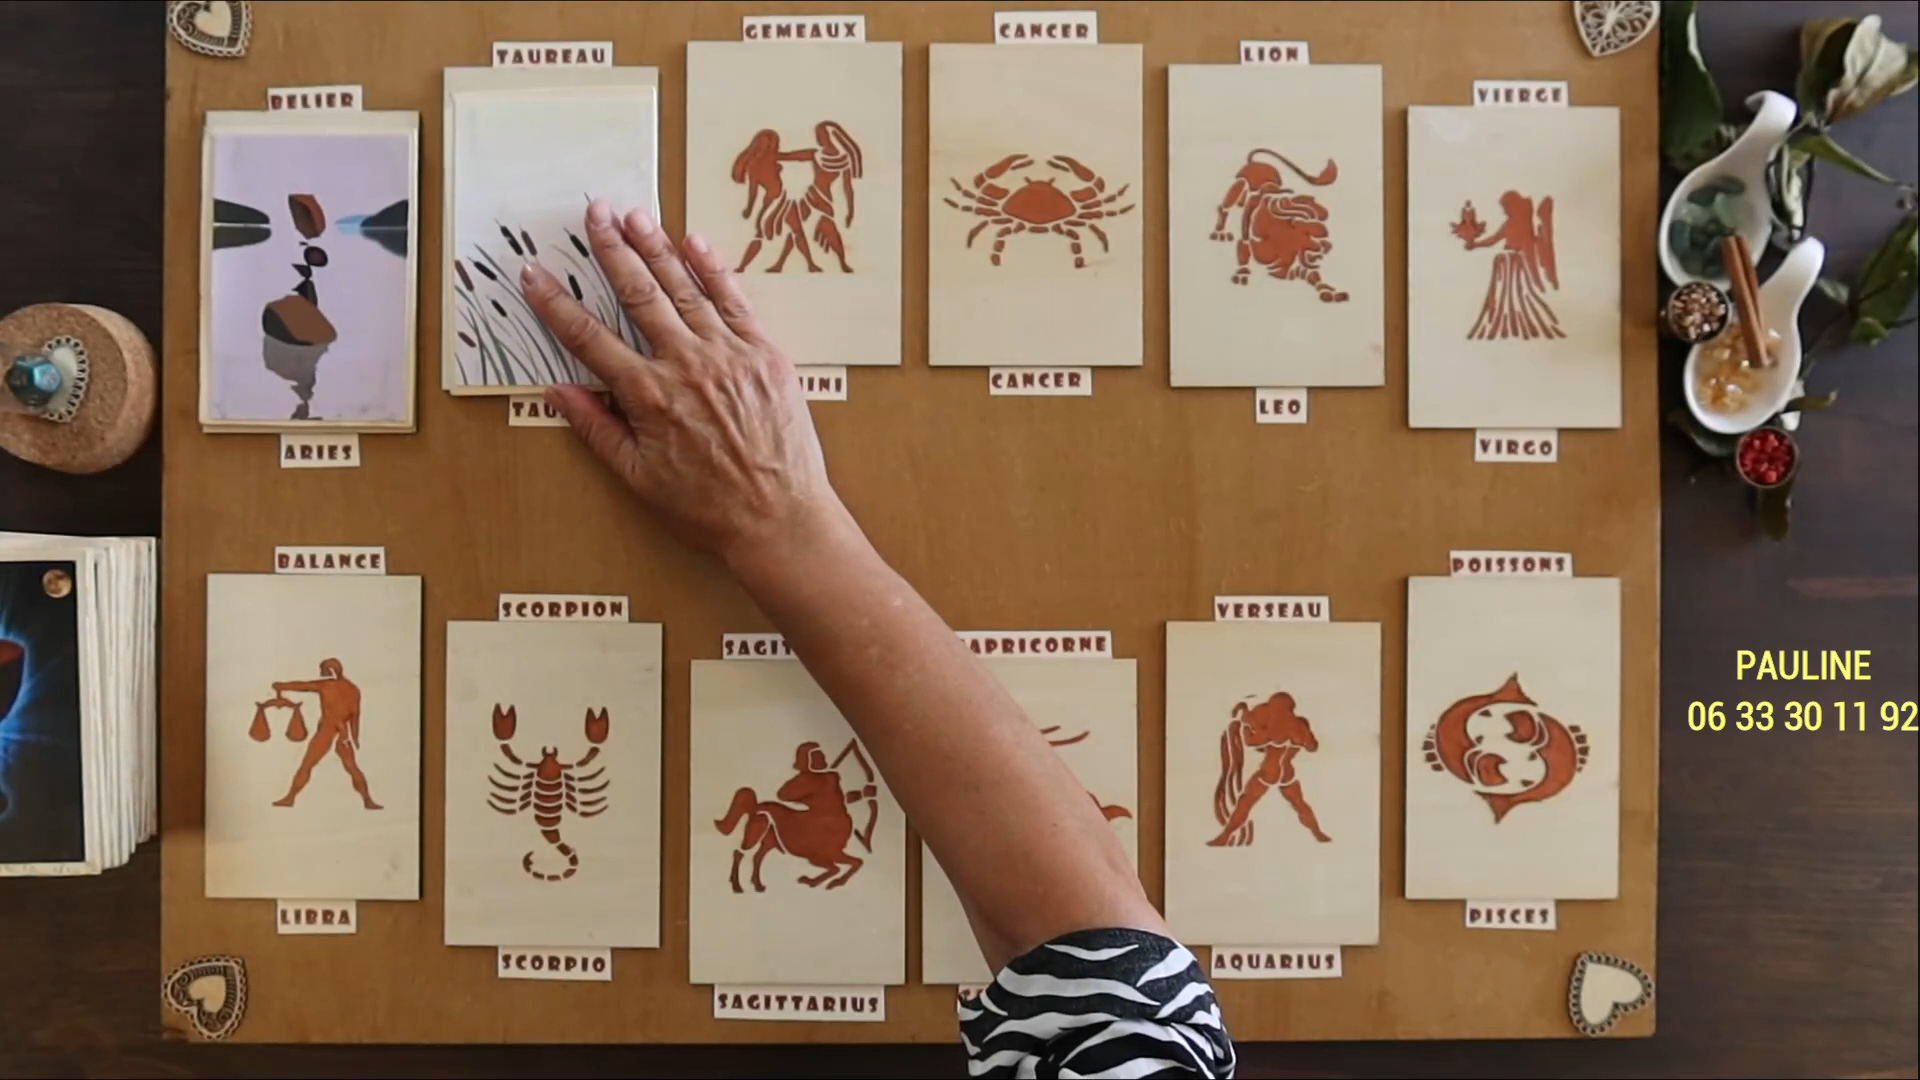 BELIER
TAUREAU
GEMEAUX
CANCER
LION
VIERGE
ARIES
CANCER
LEO
VIRGO
BALANCE
SCORPION
VERSEAU
POISSONS
PAULINE
06 33 30 11 92
LIBRA
SCORPIO
SAGITTARIUS
AQUARIUS
PISCES